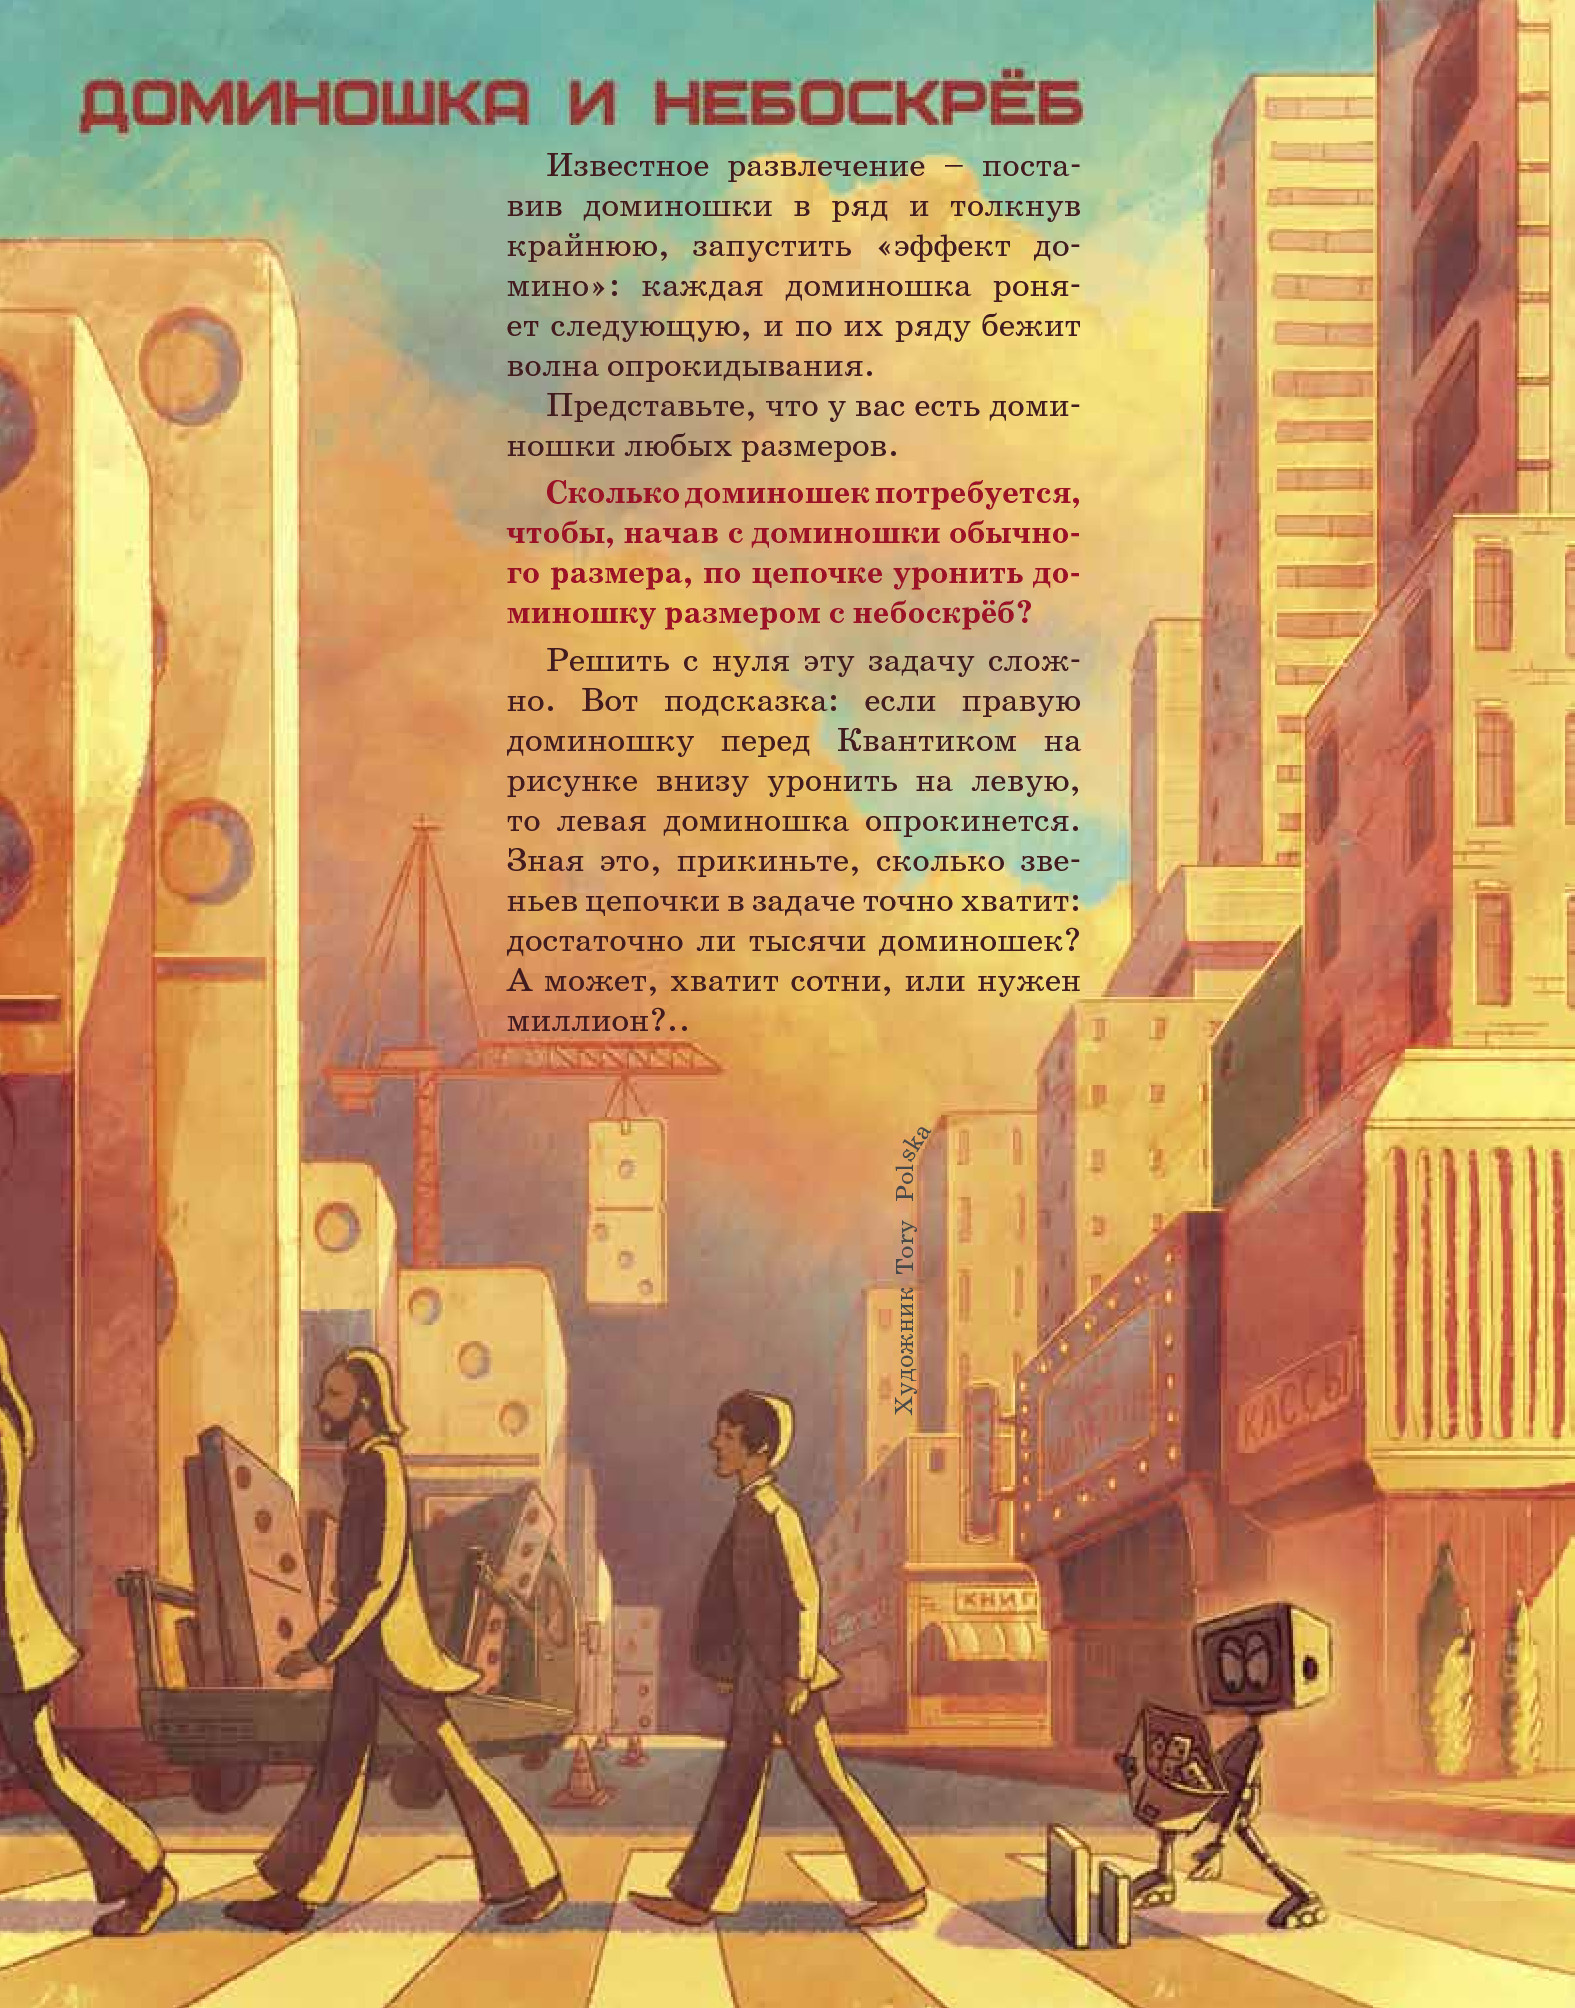 ДОМИНОШКА И НЕБОСКРЁБ
Известное развлечение – поста-
вив доминошки в ряд и толкнув
крайнюю, запустить «эффект до-
мино»: каждая доминошка роня-
ет следующую, и по их ряду бежит
волна опрокидывания.
Представьте, что у вас есть доми-
ношки любых размеров.
Сколько доминошек потребуется,
чтобы, начав с доминошки обычно-
го размера, по цепочке уронить до-
миношку размером с небоскрёб?
Решить с нуля эту задачу слож-
но. Вот подсказка: если правую
доминошку перед Квантиком на
рисунке внизу уронить на левую,
то левая доминошка опрокинется.
Зная это, прикиньте, сколько зве-
ньев цепочки в задаче точно хватит:
достаточно ли тысячи доминошек?
А может, хватит сотни, или нужен
миллион?..
Художник Tory Polska
КАССЫ
КНИГ